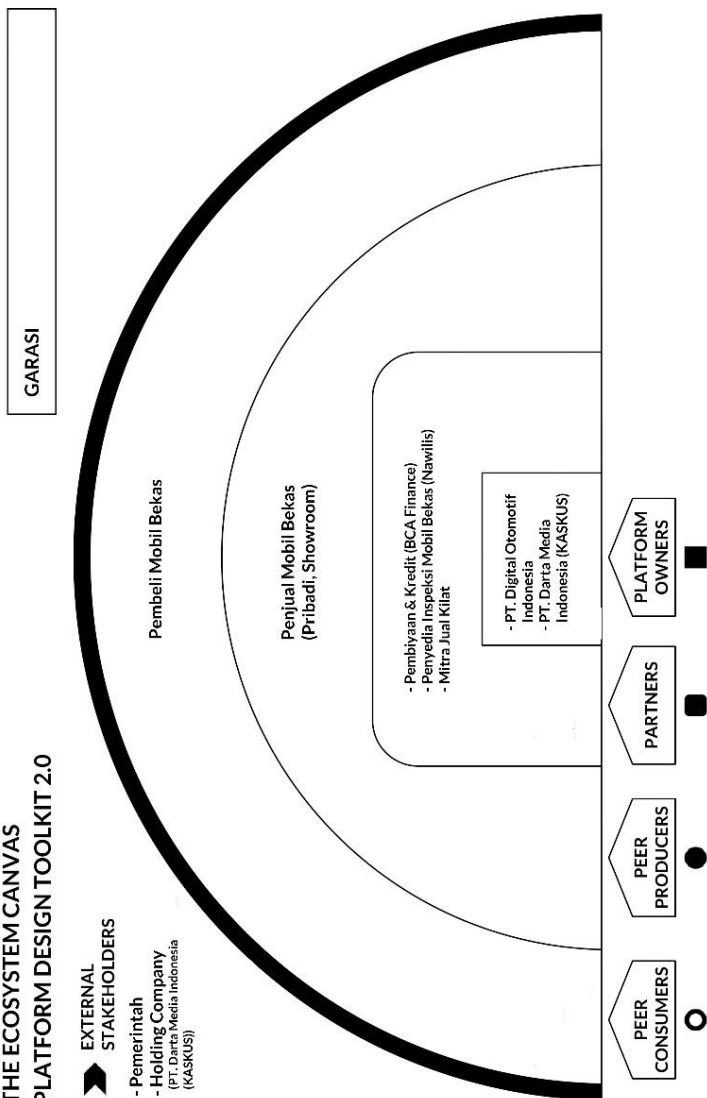 THE ECOSYSTEM CANVAS
PLATFORM DESIGN TOOLKIT 2.0
GARASI
EXTERNAL
STAKEHOLDERS
- Pemerintah
- Holding Company
(PT. Darta Media Indonesia
(KASKUS))
Pembeli Mobil Bekas
Penjual Mobil Bekas
(Pribadi, Showroom)
- Pembiyaan & Kredit (BCA Finance)
- Penyedia Inspeksi Mobil Bekas (Nawilis)
- Mitra Jual Kilat
- PT. Digital Otomotif
Indonesia
- PT. Darta Media
Indonesia (KASKUS)
PEER
CONSUMERS
PEER
PRODUCERS
PARTNERS
PLATFORM
OWNERS